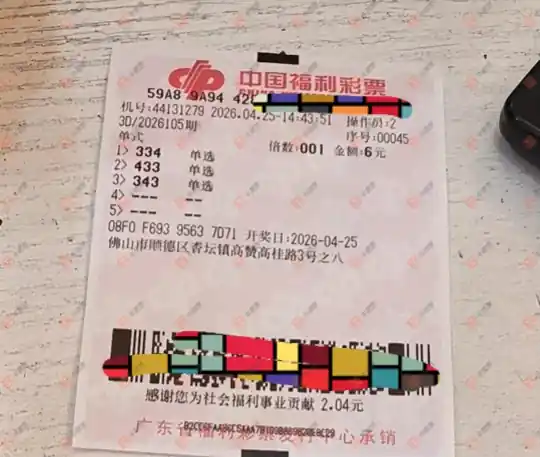 中国福利彩票
59A8 9A94
机号:44131279 2026.04.25-14:43:51 操作员:2
3D/2026105期 序号:00045
单式 倍数:001 金额:6元
1> 334 单选
2> 433 单选
3> 343 单选
4> --- --
5> --- --
08F0 F693 9563 7D71 开奖日:2026-04-25
佛山市顺德区杏坛镇高赞高桂路3号之八
感谢您为社会福利事业贡献 2.04元
广东省福利彩票发行中心承销